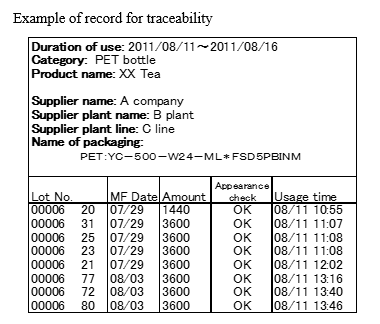 Example of record for traceability
Duration of use: 2011/08/11～2011/08/16
Category: PET bottle
Product name: XX Tea
Supplier name: A company
Supplier plant name: B plant
Supplier plant line: C line
Name of packaging:
PET:YC－500－W24－ML＊FSD5PBINM
Lot No. MF Date Amount Appearance check Usage time
00006 20 07/29 1440 OK 08/11 10:55
00006 31 07/29 3600 OK 08/11 11:07
00006 25 07/29 3600 OK 08/11 11:08
00006 23 07/29 3600 OK 08/11 11:08
00006 21 07/29 3600 OK 08/11 12:02
00006 77 08/03 3600 OK 08/11 13:16
00006 72 08/03 3600 OK 08/11 13:40
00006 80 08/03 3600 OK 08/11 13:46